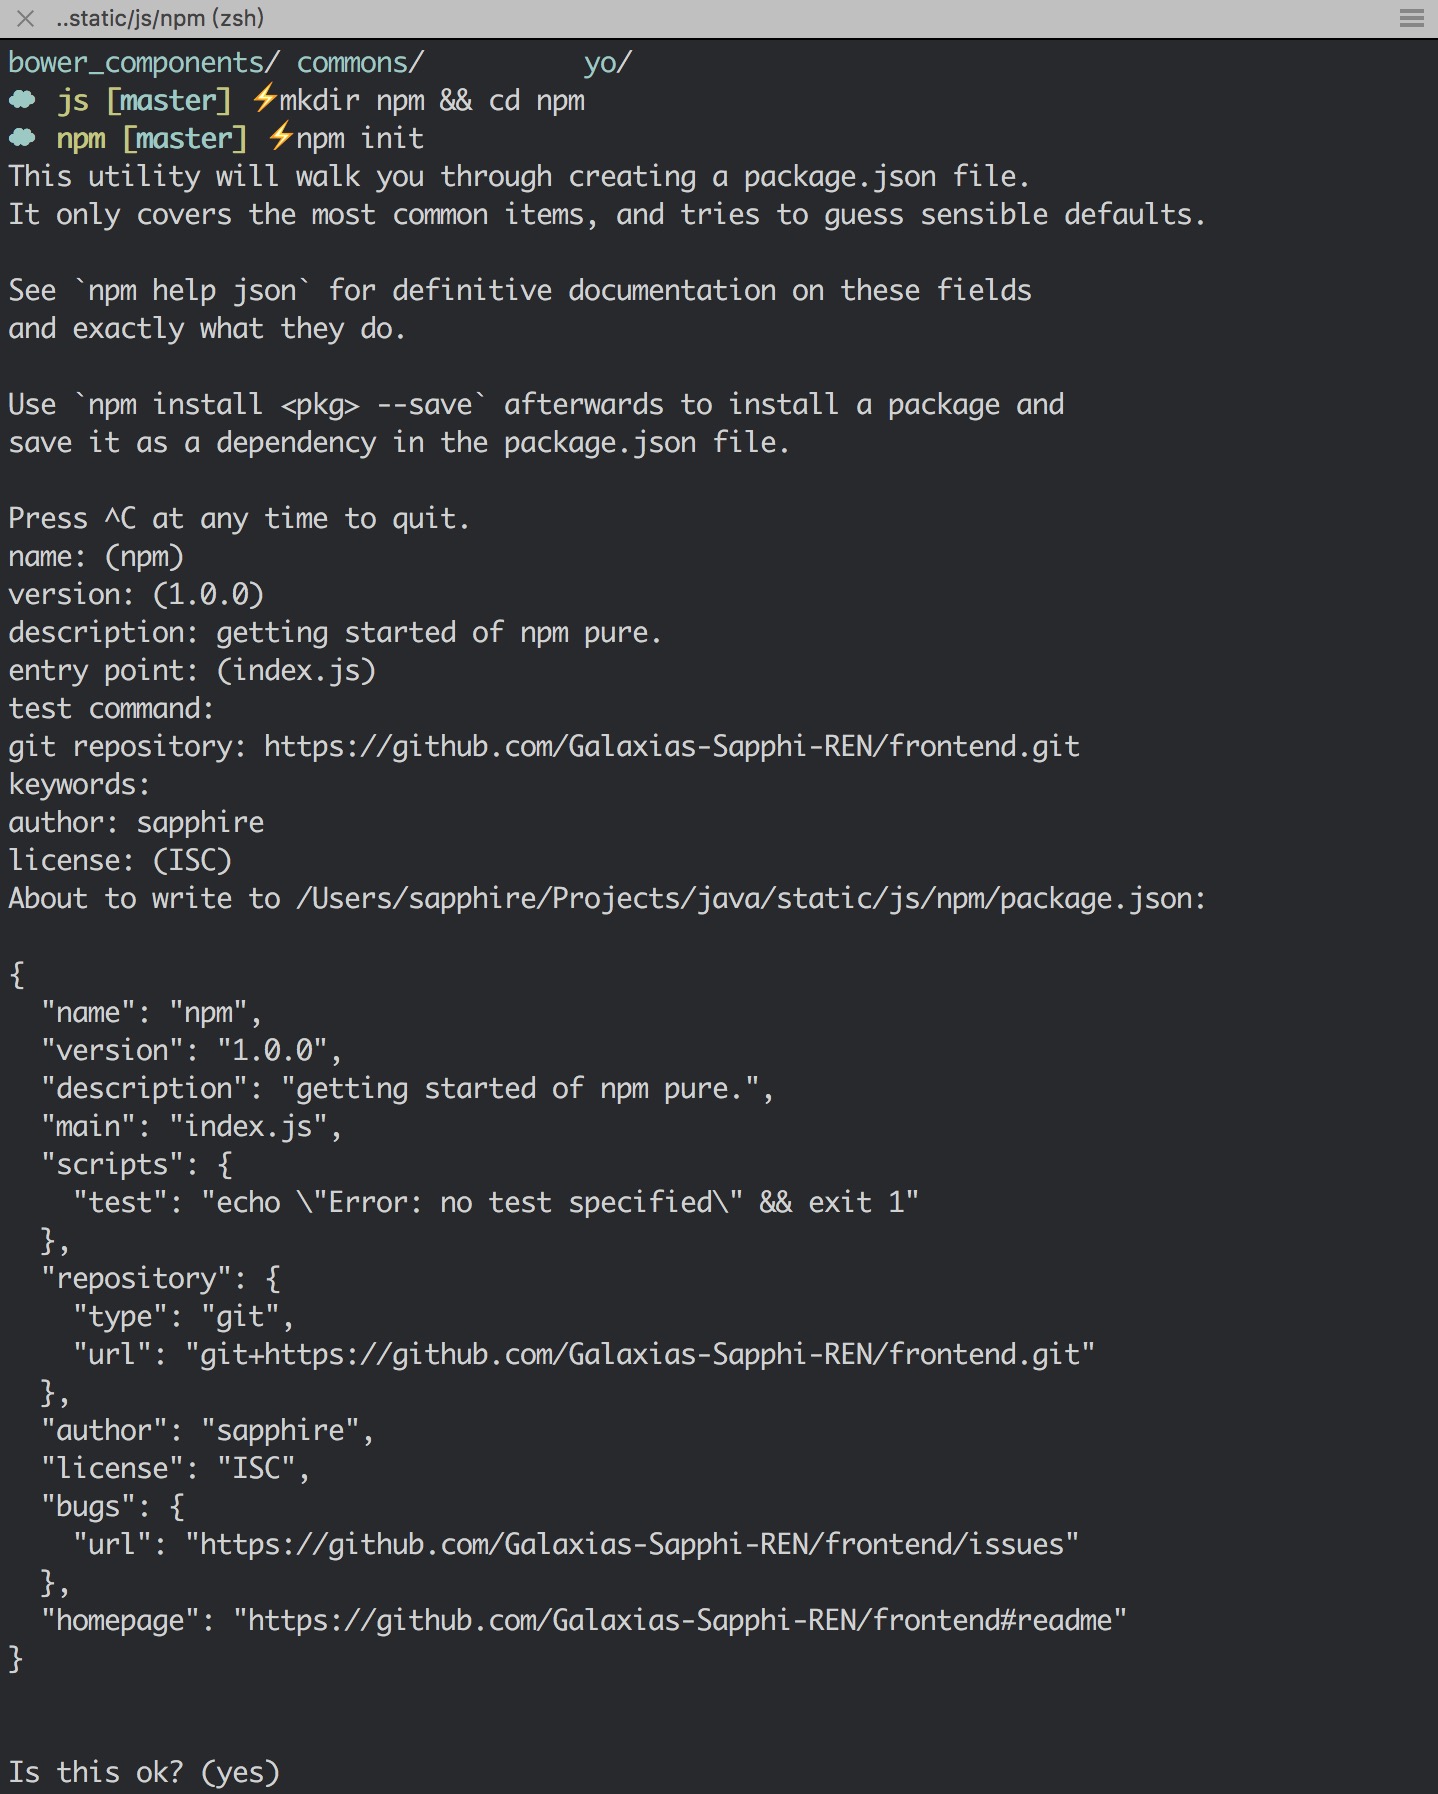 ..static/js/npm (zsh)
bower_components/ commons/ yo/
js [master] ⚡mkdir npm && cd npm
npm [master] ⚡npm init
This utility will walk you through creating a package.json file.
It only covers the most common items, and tries to guess sensible defaults.
See `npm help json` for definitive documentation on these fields
and exactly what they do.
Use `npm install <pkg> --save` afterwards to install a package and
save it as a dependency in the package.json file.
Press ^C at any time to quit.
name: (npm)
version: (1.0.0)
description: getting started of npm pure.
entry point: (index.js)
test command:
git repository: https://github.com/Galaxias-Sapphi-REN/frontend.git
keywords:
author: sapphire
license: (ISC)
About to write to /Users/sapphire/Projects/java/static/js/npm/package.json:
{
  "name": "npm",
  "version": "1.0.0",
  "description": "getting started of npm pure.",
  "main": "index.js",
  "scripts": {
    "test": "echo \"Error: no test specified\" && exit 1"
  },
  "repository": {
    "type": "git",
    "url": "git+https://github.com/Galaxias-Sapphi-REN/frontend.git"
  },
  "author": "sapphire",
  "license": "ISC",
  "bugs": {
    "url": "https://github.com/Galaxias-Sapphi-REN/frontend/issues"
  },
  "homepage": "https://github.com/Galaxias-Sapphi-REN/frontend#readme"
}
Is this ok? (yes)